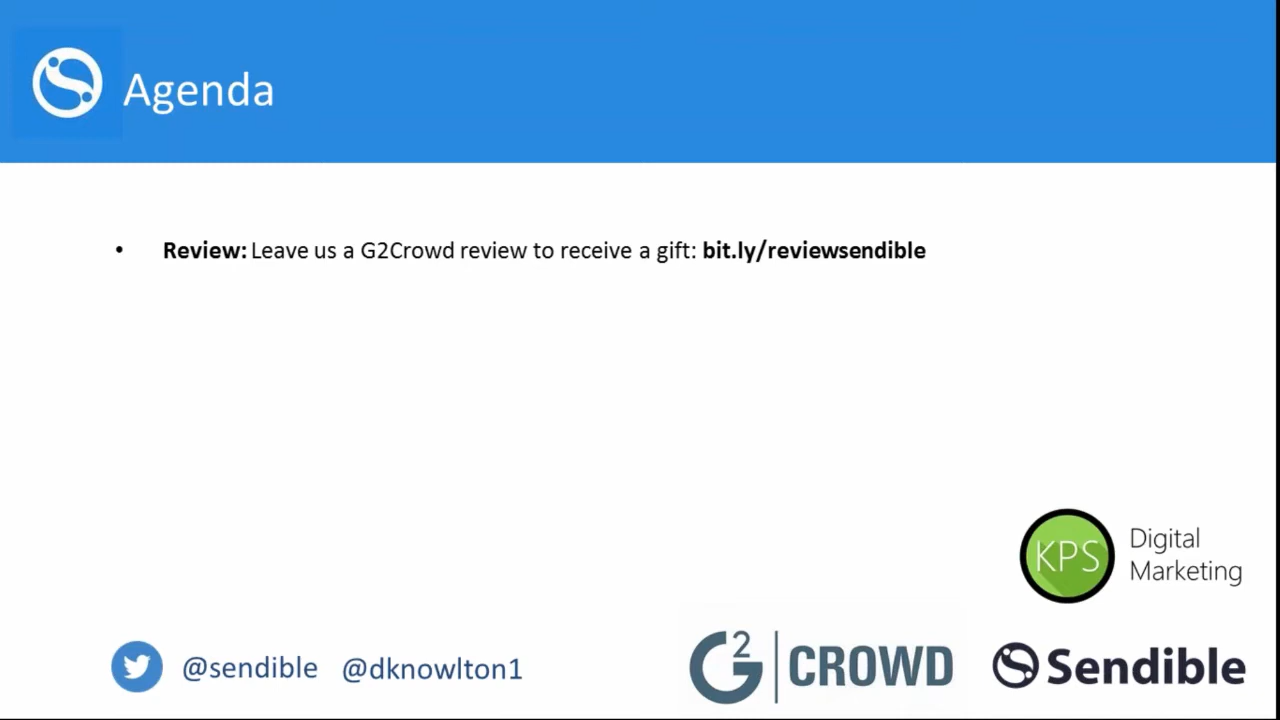 Agenda
• Review: Leave us a G2Crowd review to receive a gift: bit.ly/reviewsendible
KPS Digital
Marketing
@sendible @dknowlton1 G2 CROWD Sendible